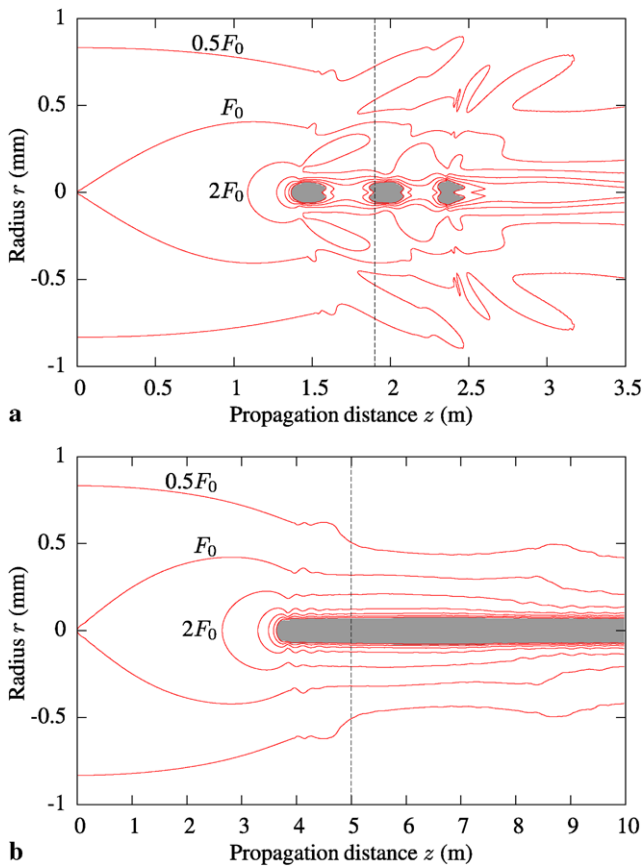 1
0.5F₀
0.5
F₀
2F₀
0
Radius r (mm)
-0.5
-1
0 0.5 1 1.5 2 2.5 3 3.5
a Propagation distance z (m)
1
0.5F₀
0.5
F₀
2F₀
0
Radius r (mm)
-0.5
-1
0 1 2 3 4 5 6 7 8 9 10
b Propagation distance z (m)